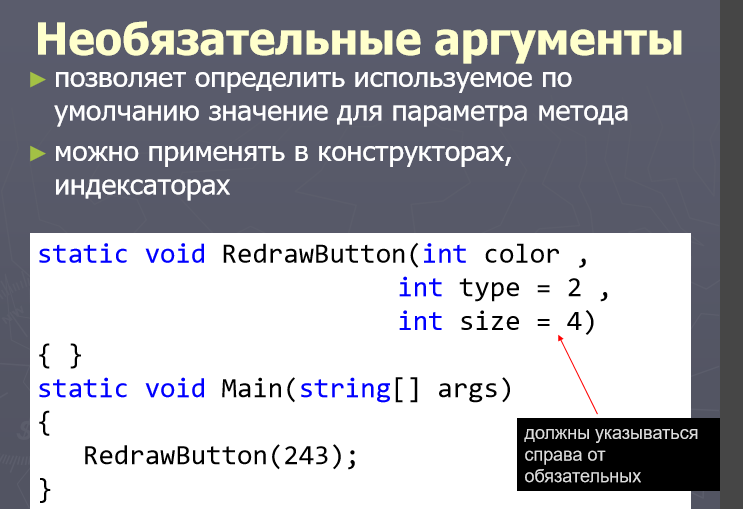 Необязательные аргументы
позволяет определить используемое по
умолчанию значение для параметра метода
можно применять в конструкторах,
индексаторах
static void RedrawButton(int color ,
int type = 2 ,
int size = 4)
{ }
static void Main(string[] args)
{
RedrawButton(243);
}
должны указываться
справа от
обязательных